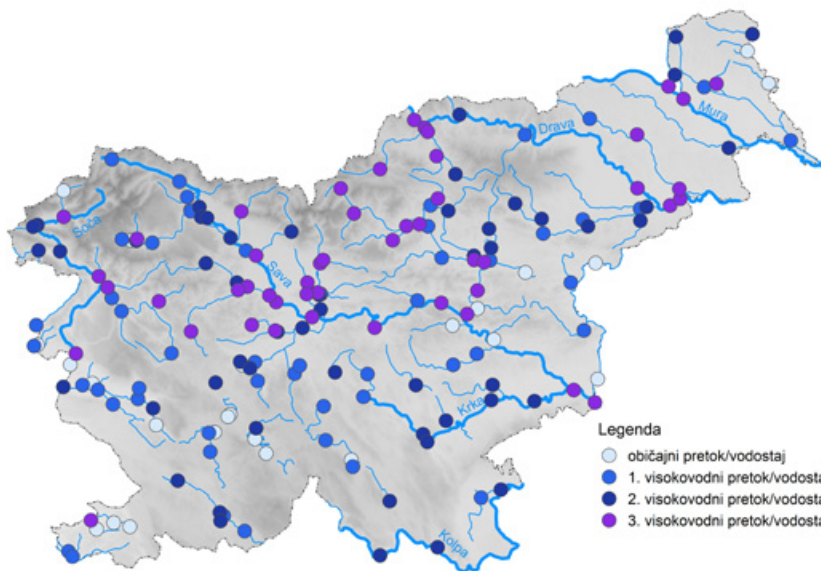 Mura
Drava
Soča
Sava
Krka
Kolpa
Legenda
običajni pretok/vodostaj
1. visokovodni pretok/vodosta
2. visokovodni pretok/vodosta
3. visokovodni pretok/vodosta